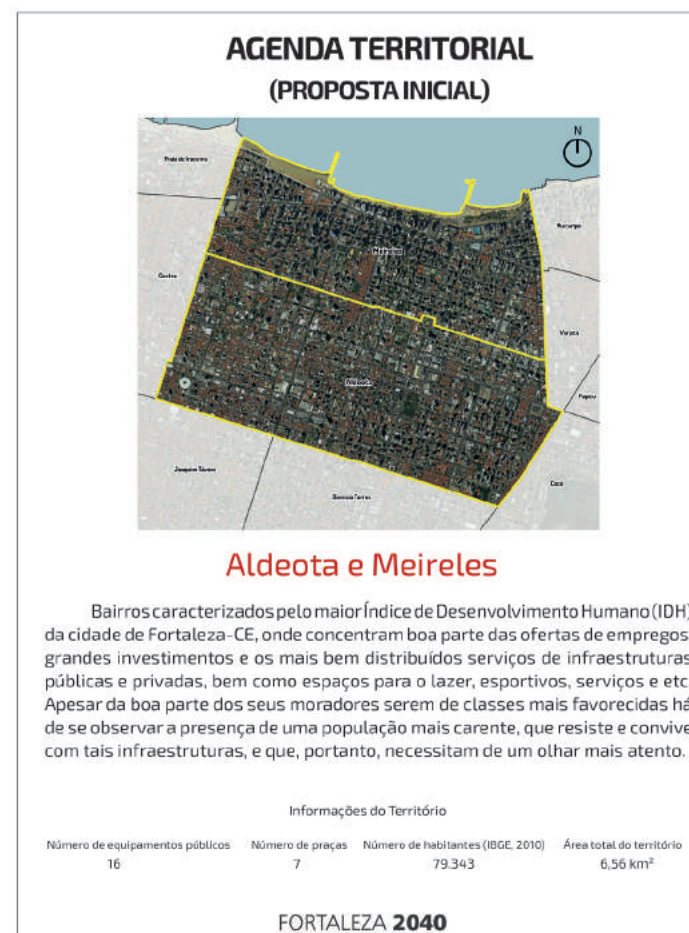 AGENDA TERRITORIAL
(PROPOSTA INICIAL)
N
Praia de Iracema
Mucuripe
Meireles
Centro
Varjota
Aldeota
Papicu
Joaquim Távora
Dionísio Torres
Cocó
Aldeota e Meireles
Bairros caracterizados pelo maior Índice de Desenvolvimento Humano (IDH)
da cidade de Fortaleza-CE, onde concentram boa parte das ofertas de empregos
grandes investimentos e os mais bem distribuídos serviços de infraestruturas
públicas e privadas, bem como espaços para o lazer, esportivos, serviços e etc
Apesar da boa parte dos seus moradores serem de classes mais favorecidas há
de se observar a presença de uma população mais carente, que resiste e convive
com tais infraestruturas, e que, portanto, necessitam de um olhar mais atento.
Informações do Território
Número de equipamentos públicos Número de praças Número de habitantes (IBGE, 2010) Área total do território
16 7 79.343 6,56 km²
FORTALEZA 2040